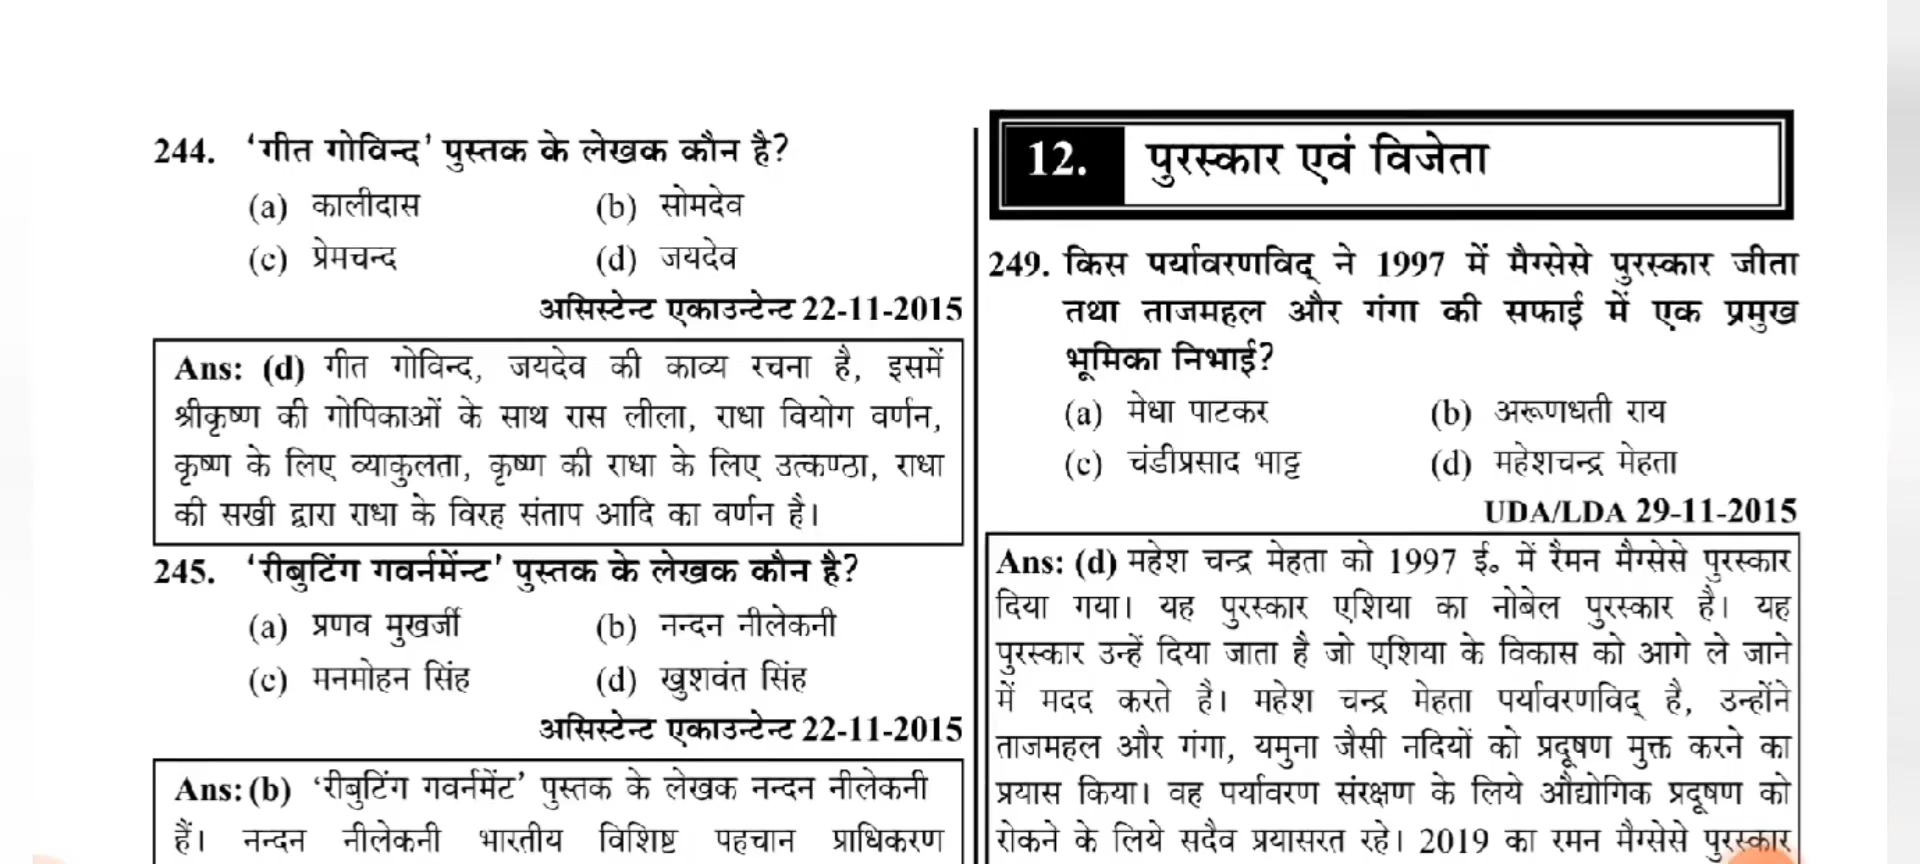 244. ‘गीत गोविन्द’ पुस्तक के लेखक कौन है?
(a) कालीदास (b) सोमदेव
(c) प्रेमचन्द (d) जयदेव
असिस्टेन्ट एकाउन्टेन्ट 22-11-2015
Ans: (d) गीत गोविन्द, जयदेव की काव्य रचना है, इसमें
श्रीकृष्ण की गोपिकाओं के साथ रास लीला, राधा वियोग वर्णन,
कृष्ण के लिए व्याकुलता, कृष्ण की राधा के लिए उत्कण्ठा, राधा
की सखी द्वारा राधा के विरह संताप आदि का वर्णन है।
245. ‘रीबुटिंग गवर्नमेंन्ट’ पुस्तक के लेखक कौन है?
(a) प्रणव मुखर्जी (b) नन्दन नीलेकनी
(c) मनमोहन सिंह (d) खुशवंत सिंह
असिस्टेन्ट एकाउन्टेन्ट 22-11-2015
Ans: (b) ‘रीबुटिंग गवर्नमेंट’ पुस्तक के लेखक नन्दन नीलेकनी
हैं। नन्दन नीलेकनी भारतीय विशिष्ट पहचान प्राधिकरण
12. पुरस्कार एवं विजेता
249. किस पर्यावरणविद् ने 1997 में मैग्सेसे पुरस्कार जीता
तथा ताजमहल और गंगा की सफाई में एक प्रमुख
भूमिका निभाई?
(a) मेधा पाटकर (b) अरूणधती राय
(c) चंडीप्रसाद भाट्ट (d) महेशचन्द्र मेहता
UDA/LDA 29-11-2015
Ans: (d) महेश चन्द्र मेहता को 1997 ई॰ में रैमन मैग्सेसे पुरस्कार
दिया गया। यह पुरस्कार एशिया का नोबेल पुरस्कार है। यह
पुरस्कार उन्हें दिया जाता है जो एशिया के विकास को आगे ले जाने
में मदद करते है। महेश चन्द्र मेहता पर्यावरणविद् है, उन्होंने
ताजमहल और गंगा, यमुना जैसी नदियों को प्रदूषण मुक्त करने का
प्रयास किया। वह पर्यावरण संरक्षण के लिये औद्योगिक प्रदूषण को
रोकने के लिये सदैव प्रयासरत रहे। 2019 का रमन मैग्सेसे पुरस्कार